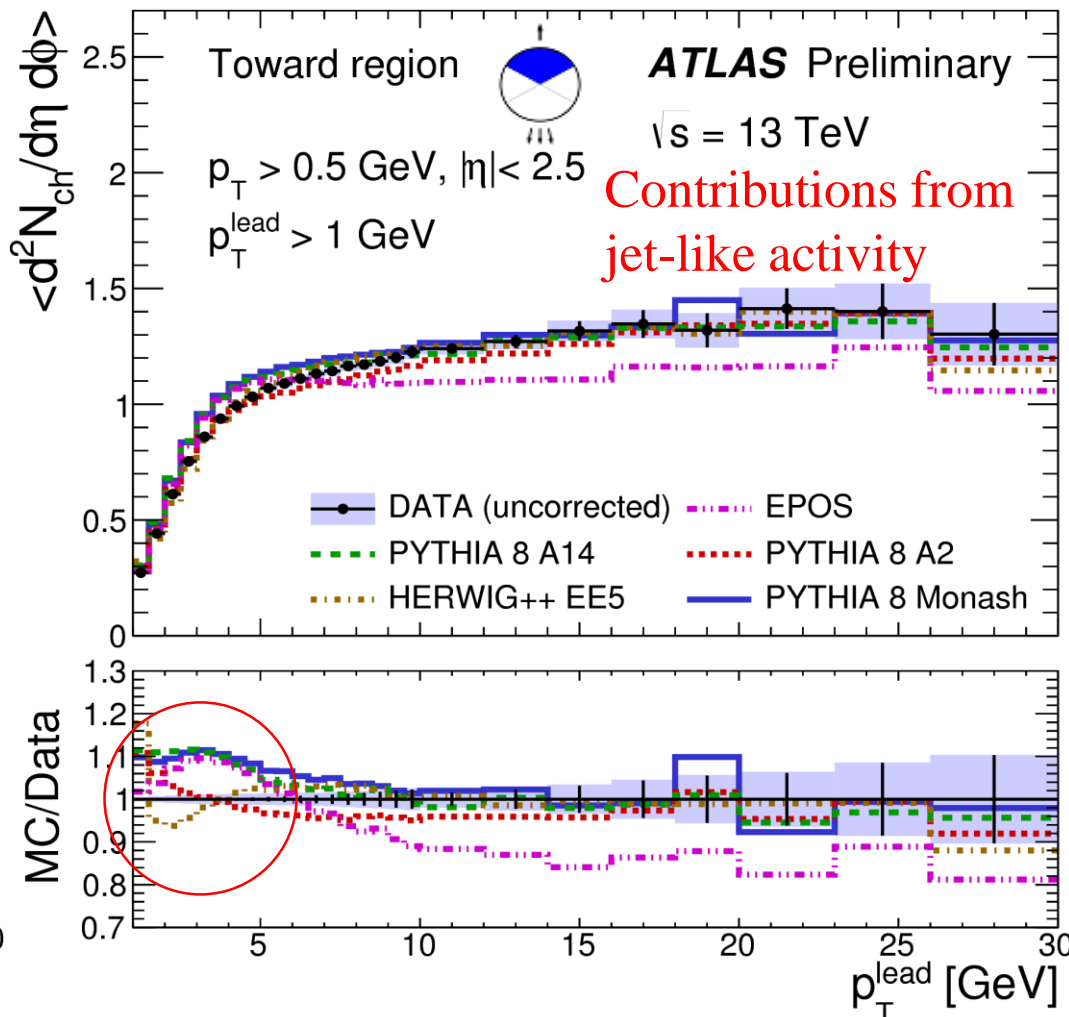 Toward region
ATLAS Preliminary
√s = 13 TeV
p_T > 0.5 GeV, |η|< 2.5
p_T^lead > 1 GeV
Contributions from
jet-like activity
<d²N_ch/dη dϕ>
2.5
2
1.5
1
0.5
0
DATA (uncorrected)
EPOS
PYTHIA 8 A14
PYTHIA 8 A2
HERWIG++ EE5
PYTHIA 8 Monash
MC/Data
1.3
1.2
1.1
1
0.9
0.8
0.7
0
5
10
15
20
25
30
p_T^lead [GeV]